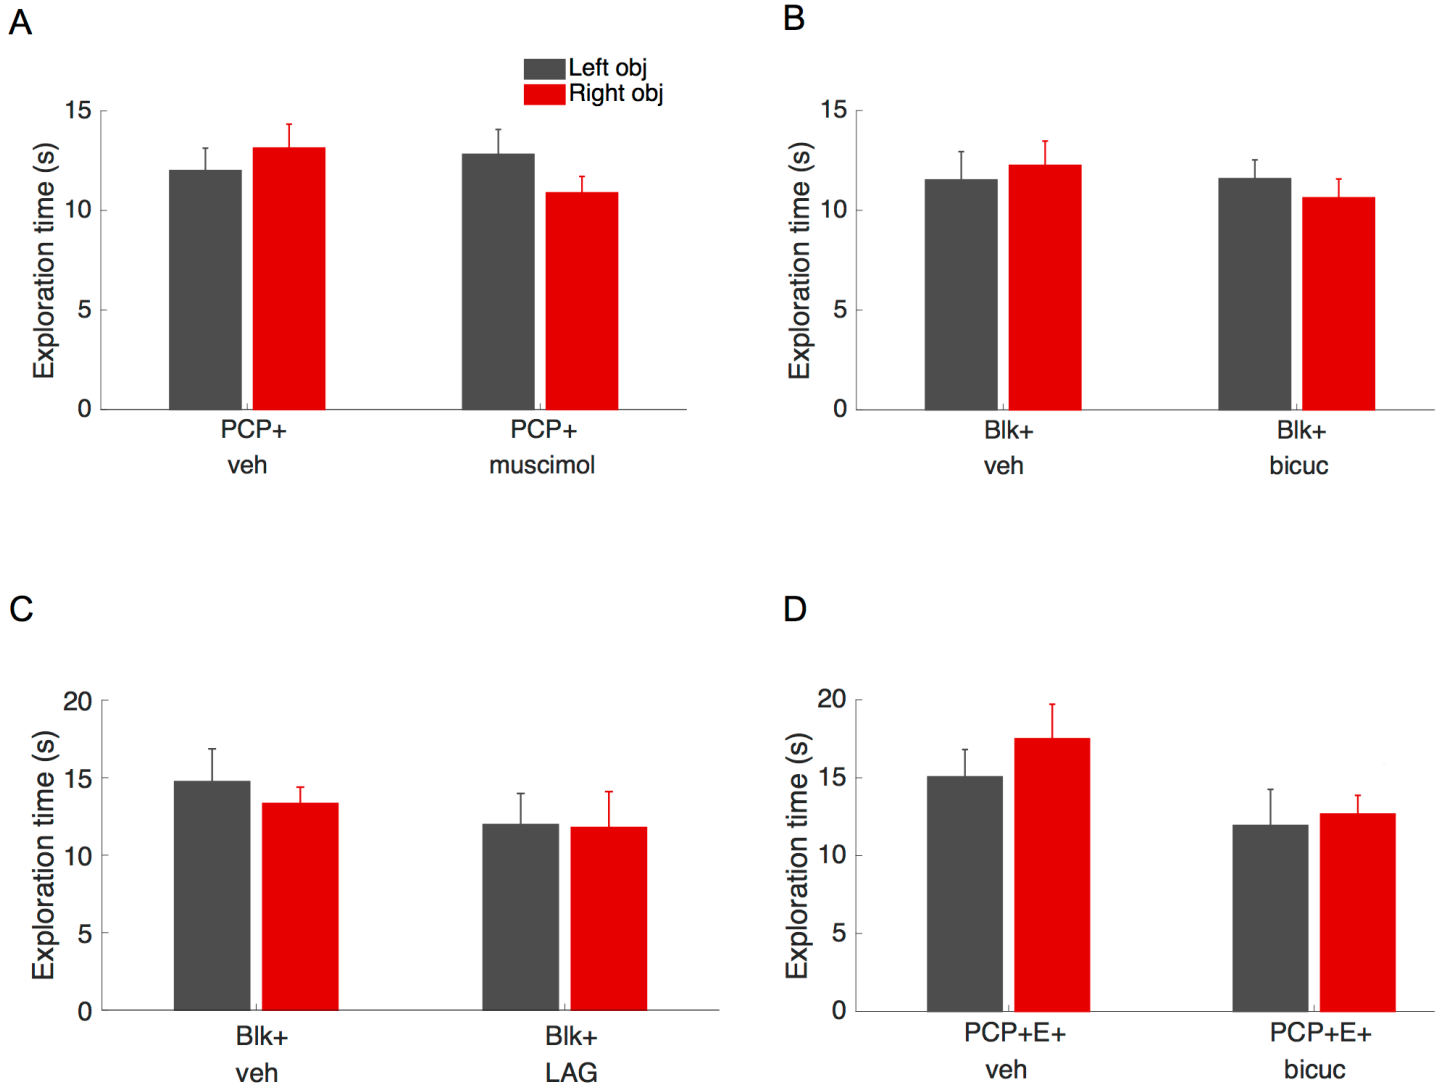 A
Left obj
Right obj
15
10
5
0
Exploration time (s)
PCP+
veh
PCP+
muscimol
B
15
10
5
0
Exploration time (s)
Blk+
veh
Blk+
bicuc
C
20
15
10
5
0
Exploration time (s)
Blk+
veh
Blk+
LAG
D
20
15
10
5
0
Exploration time (s)
PCP+E+
veh
PCP+E+
bicuc